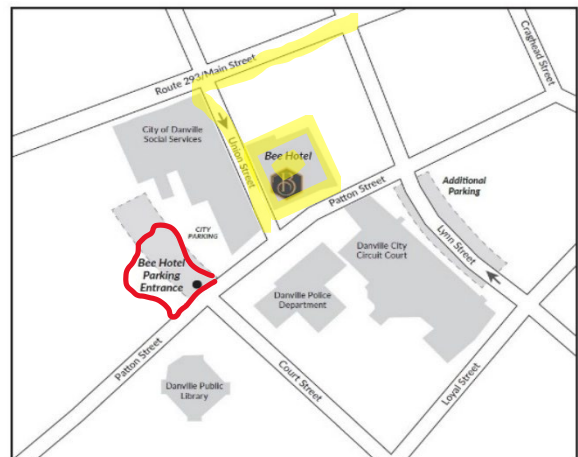 Route 293/Main Street
Craghead Street
City of Danville
Social Services
Union Street
Bee Hotel
Patton Street
Additional
Parking
CITY
PARKING
Lynn Street
Danville City
Circuit Court
Bee Hotel
Parking
Entrance
Danville Police
Department
Patton Street
Danville Public
Library
Court Street
Loyal Street